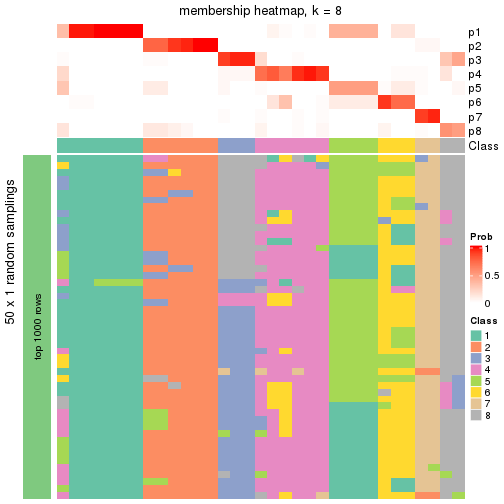 membership heatmap, k = 8
p1
p2
p3
p4
p5
p6
p7
p8
Class
50 x 1 random samplings
top 1000 rows
Prob
1
0.5
0
Class
1
2
3
4
5
6
7
8